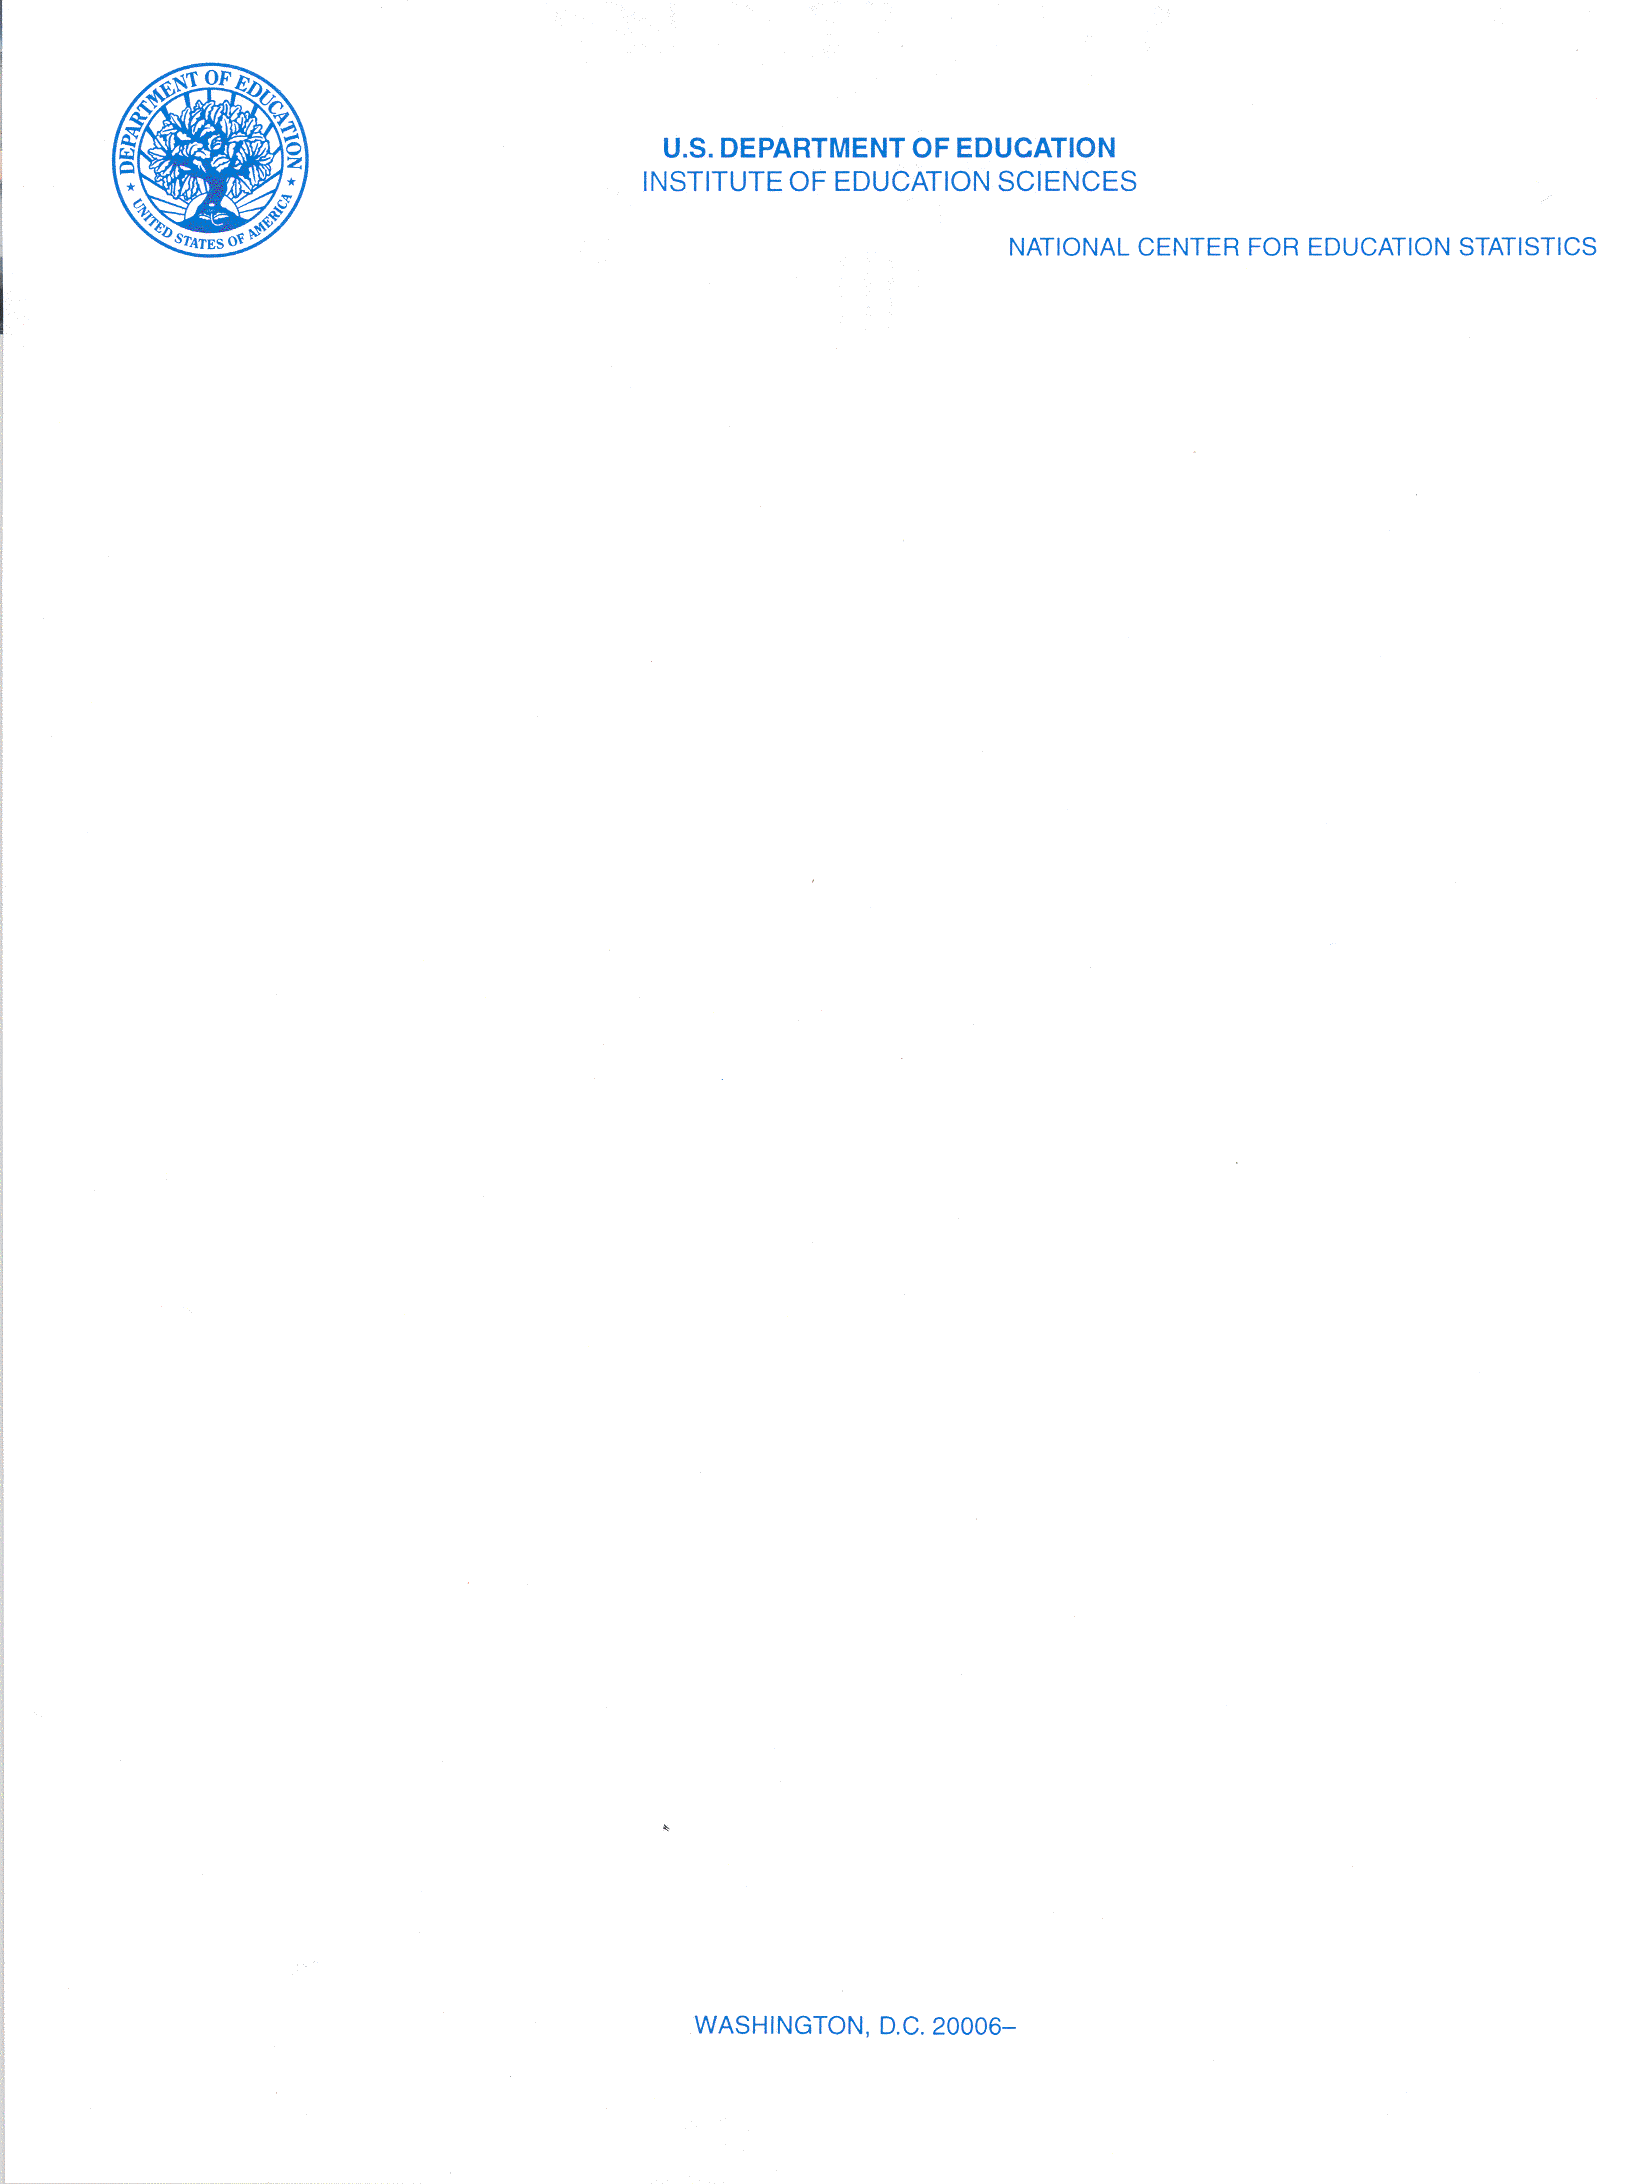 DEPARTMENT OF EDUCATION
UNITED STATES OF AMERICA
U.S. DEPARTMENT OF EDUCATION
INSTITUTE OF EDUCATION SCIENCES
NATIONAL CENTER FOR EDUCATION STATISTICS
WASHINGTON, D.C. 20006–